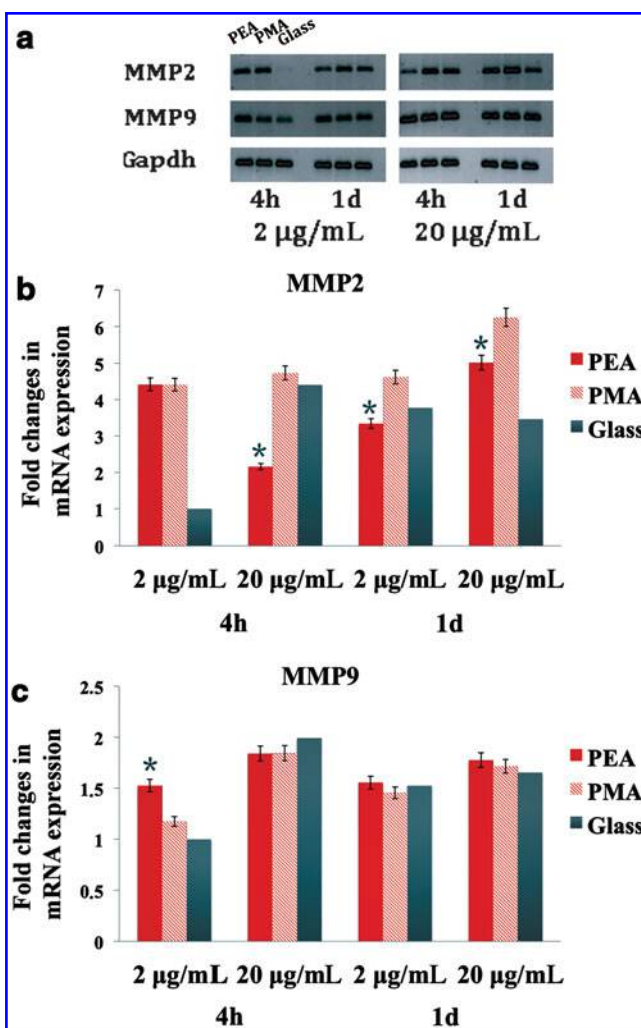 a
PEA PMA Glass
MMP2
MMP9
Gapdh
4h 1d 4h 1d
2 µg/mL 20 µg/mL
b
MMP2
Fold changes in
mRNA expression
7
6
5
4
3
2
1
0
* * *
PEA
PMA
Glass
2 µg/mL 20 µg/mL 2 µg/mL 20 µg/mL
4h 1d
c
MMP9
Fold changes in
mRNA expression
2.5
2
1.5
1
0.5
0
*
PEA
PMA
Glass
2 µg/mL 20 µg/mL 2 µg/mL 20 µg/mL
4h 1d